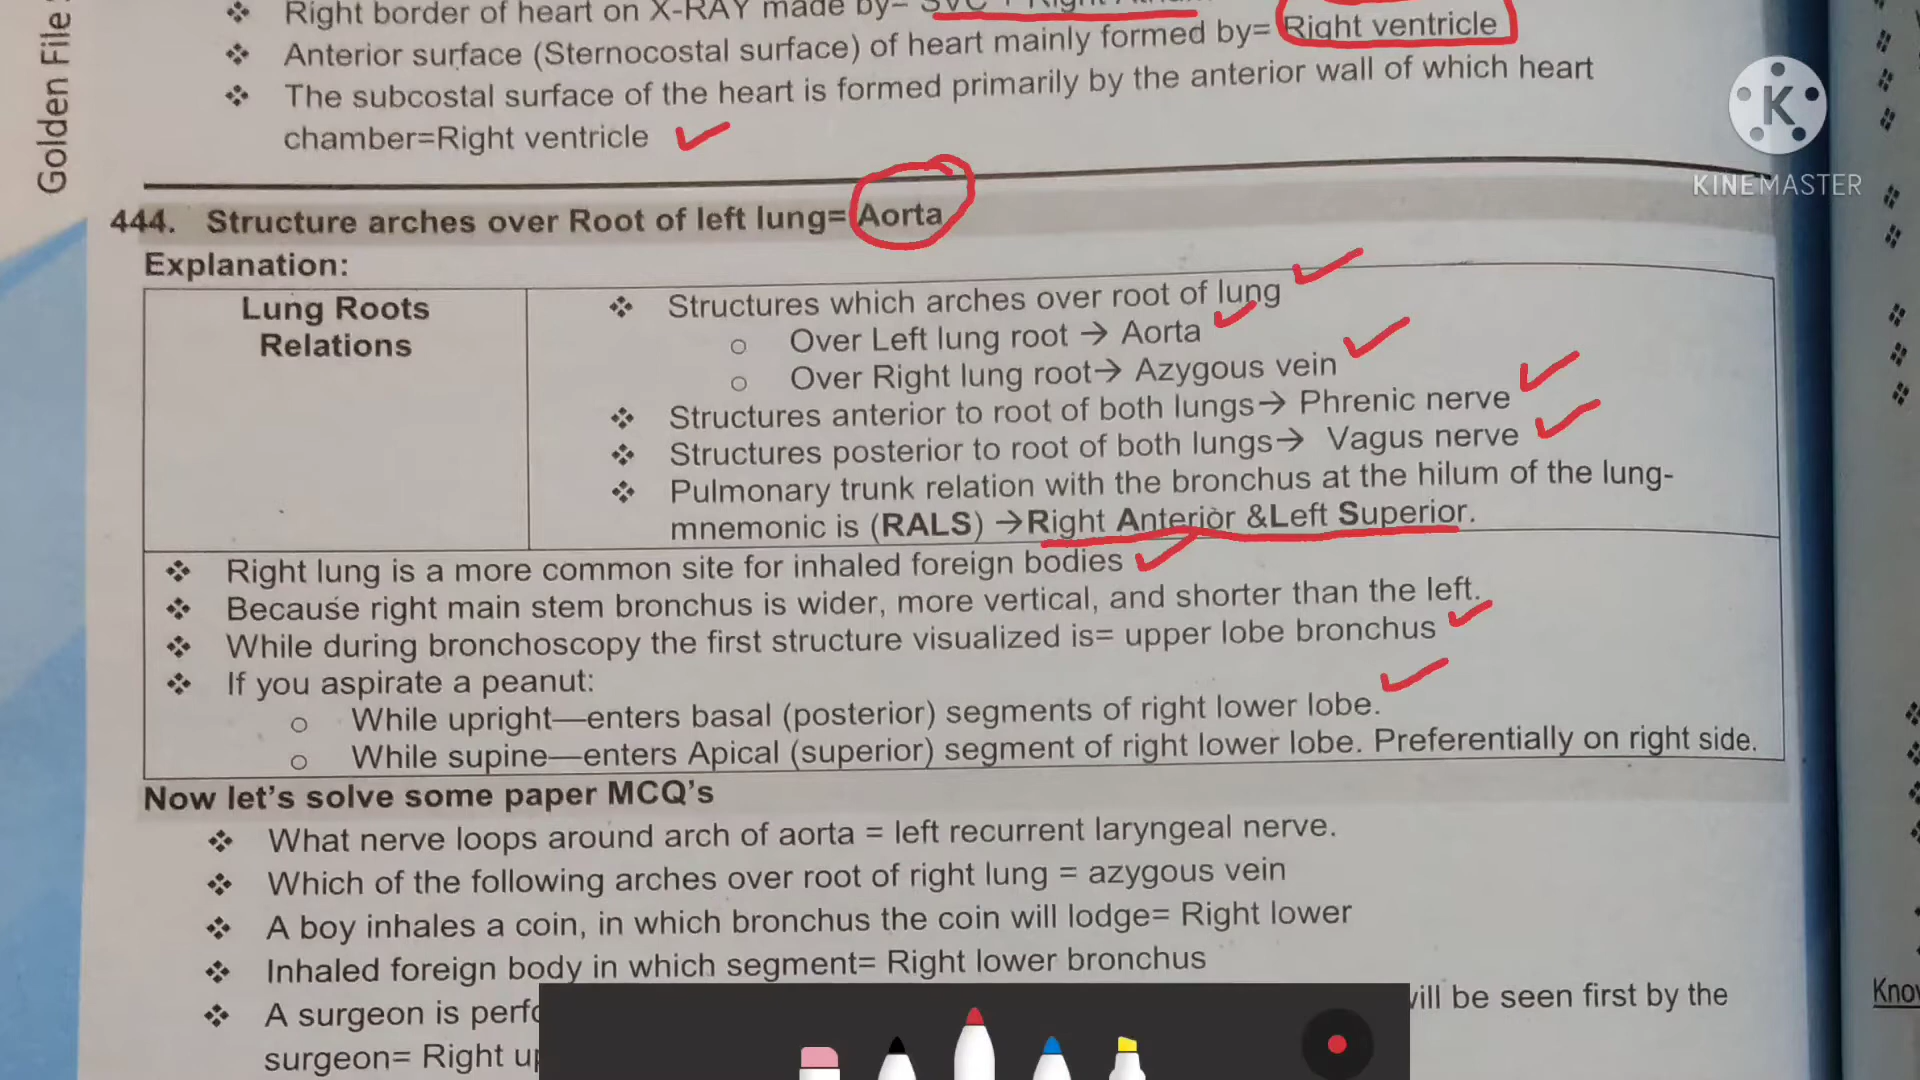 Golden File
Right border of heart on X-RAY made by= SVC + Right
Anterior surface (Sternocostal surface) of heart mainly formed by= Right ventricle
The subcostal surface of the heart is formed primarily by the anterior wall of which heart
chamber=Right ventricle
KINEMASTER
444. Structure arches over Root of left lung= Aorta
Explanation:
Lung Roots
Relations
Structures which arches over root of lung
Over Left lung root → Aorta
Over Right lung root→ Azygous vein
Structures anterior to root of both lungs→ Phrenic nerve
Structures posterior to root of both lungs→ Vagus nerve
Pulmonary trunk relation with the bronchus at the hilum of the lung-
mnemonic is (RALS) →Right Anterior &Left Superior.
Right lung is a more common site for inhaled foreign bodies
Because right main stem bronchus is wider, more vertical, and shorter than the left.
While during bronchoscopy the first structure visualized is= upper lobe bronchus
If you aspirate a peanut:
While upright—enters basal (posterior) segments of right lower lobe.
While supine—enters Apical (superior) segment of right lower lobe. Preferentially on right side.
Now let's solve some paper MCQ's
What nerve loops around arch of aorta = left recurrent laryngeal nerve.
Which of the following arches over root of right lung = azygous vein
A boy inhales a coin, in which bronchus the coin will lodge= Right lower
Inhaled foreign body in which segment= Right lower bronchus
A surgeon is will be seen first by the
surgeon= Right